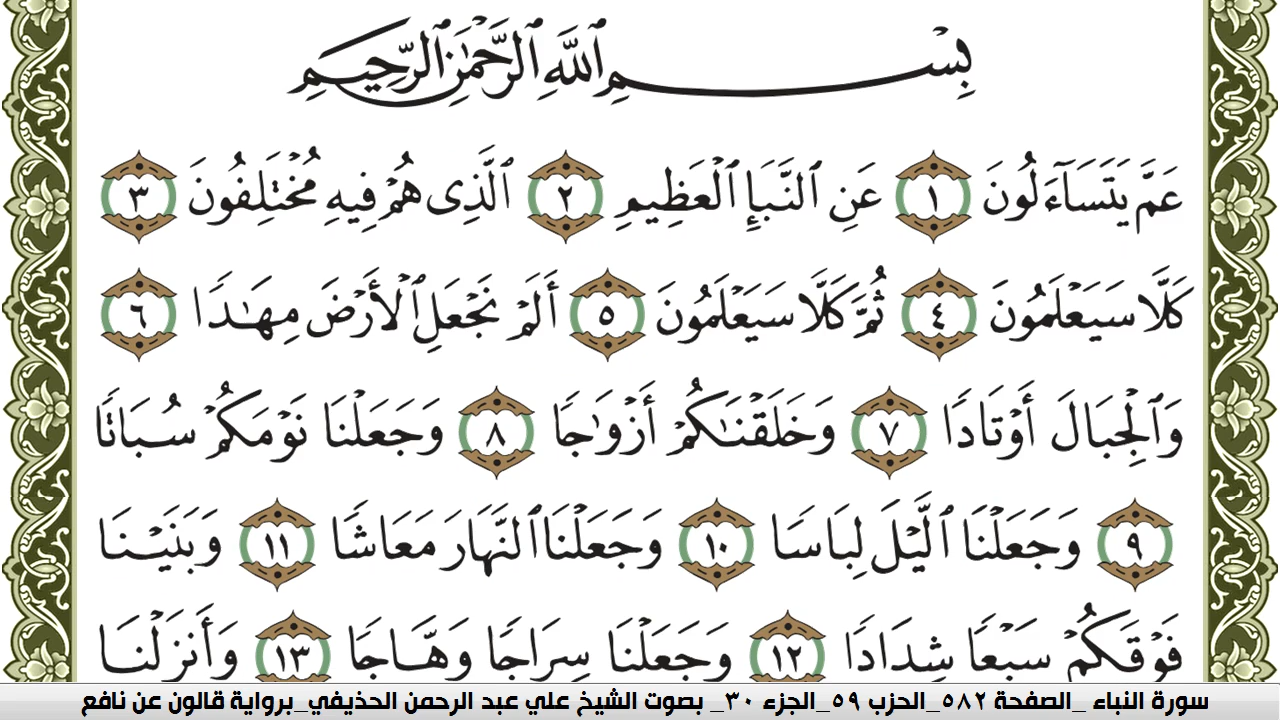 بِسْمِ ٱللَّهِ ٱلرَّحْمَٰنِ ٱلرَّحِيمِ
عَمَّ يَتَسَآءَلُونَ ١ عَنِ ٱلنَّبَإِ ٱلْعَظِيمِ ٢ ٱلَّذِى هُمْ فِيهِ مُخْتَلِفُونَ ٣
كَلَّا سَيَعْلَمُونَ ٤ ثُمَّ كَلَّا سَيَعْلَمُونَ ٥ أَلَمْ نَجْعَلِ ٱلْأَرْضَ مِهَٰدًا ٦
وَٱلْجِبَالَ أَوْتَادًا ٧ وَخَلَقْنَٰكُمْ أَزْوَٰجًا ٨ وَجَعَلْنَا نَوْمَكُمْ سُبَاتًا
٩ وَجَعَلْنَا ٱلَّيْلَ لِبَاسًا ١٠ وَجَعَلْنَا ٱلنَّهَارَ مَعَاشًا ١١ وَبَنَيْنَا
فَوْقَكُمْ سَبْعًا شِدَادًا ١٢ وَجَعَلْنَا سِرَاجًا وَهَّاجًا ١٣ وَأَنزَلْنَا
سورة النباء _الصفحة ٥٨٢_الحزب ٥٩_الجزء ٣٠_ بصوت الشيخ علي عبد الرحمن الحذيفي_برواية قالون عن نافع